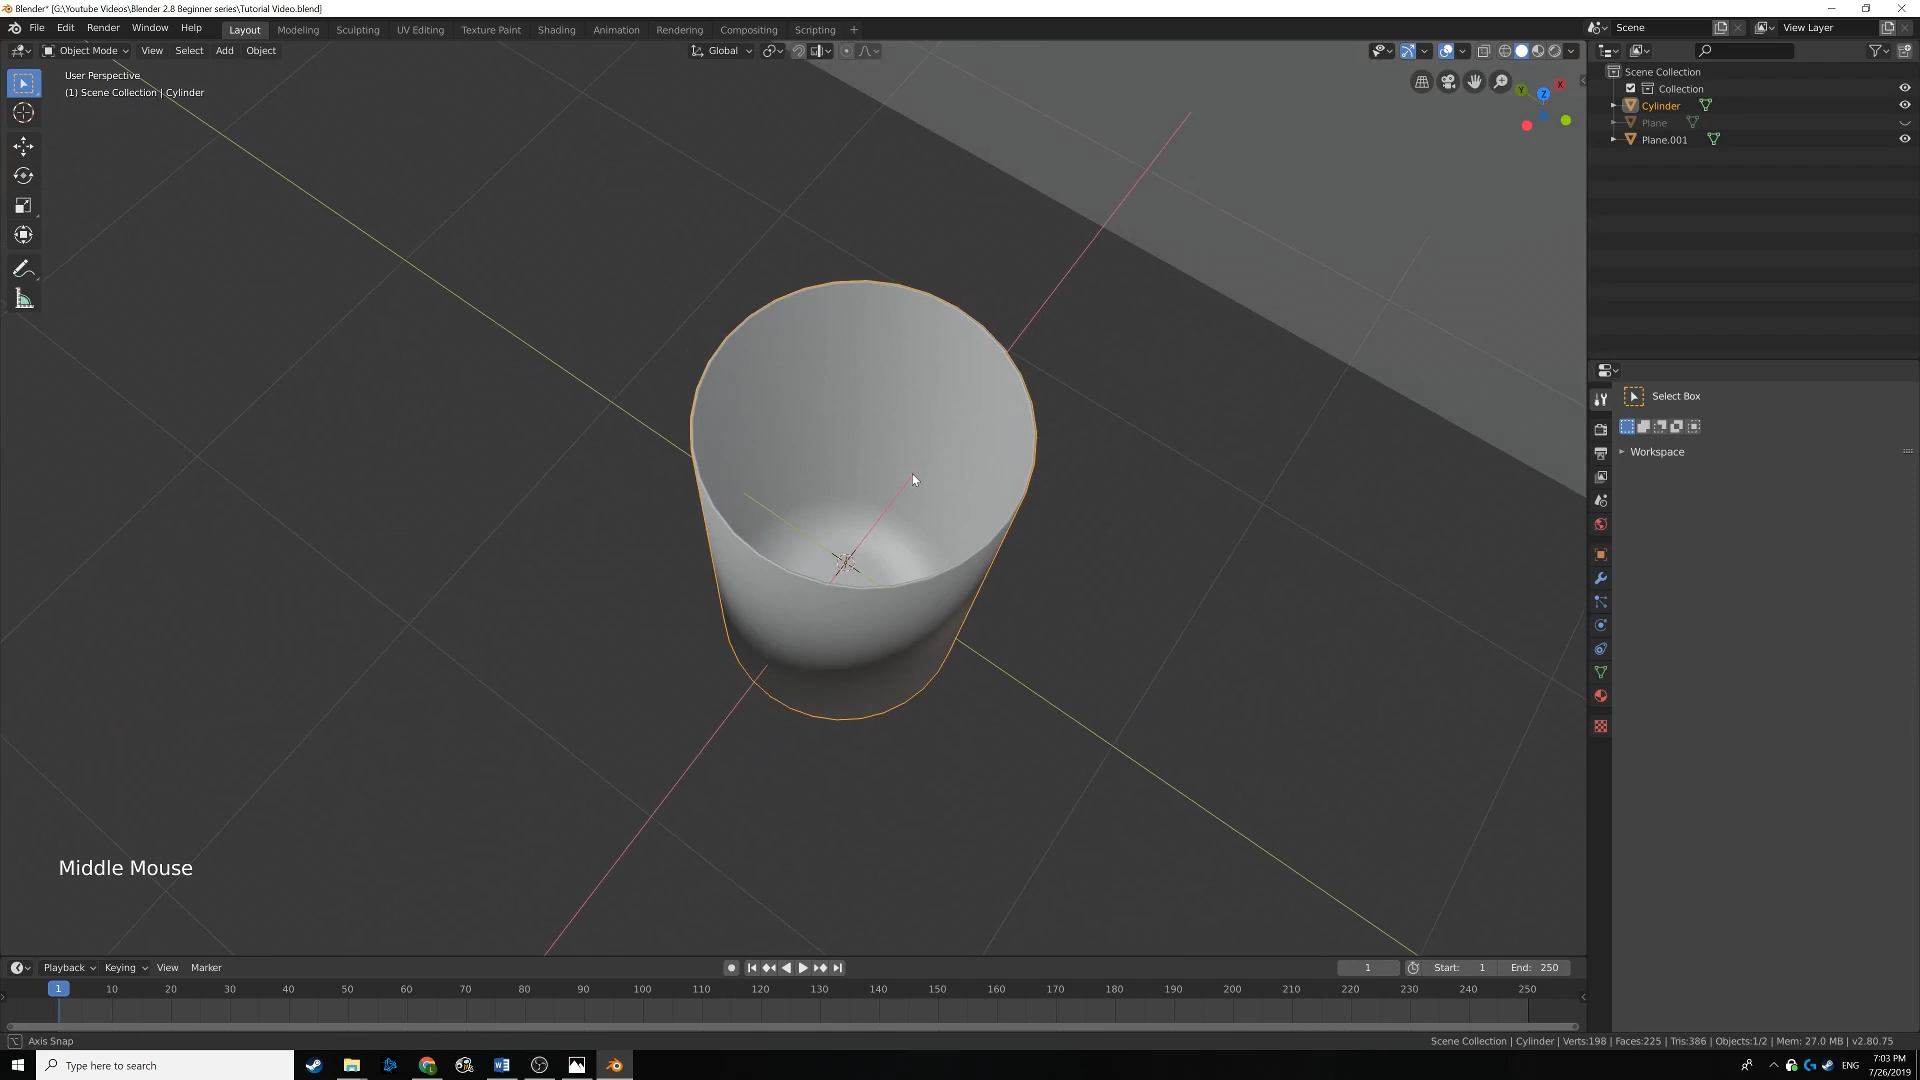 Blender* [G:\Youtube Videos\Blender 2.8 Beginner series\Tutorial Video.blend]
File Edit Render Window Help Layout Modeling Sculpting UV Editing Texture Paint Shading Animation Rendering Compositing Scripting + Scene View Layer
Object Mode View Select Add Object Global
User Perspective
(1) Scene Collection | Cylinder
Y X Z
Scene Collection
Collection
Cylinder
Plane
Plane.001
Select Box
Workspace
Middle Mouse
Playback Keying View Marker 1 Start: 1 End: 250
1 10 20 30 40 50 60 70 80 90 100 110 120 130 140 150 160 170 180 190 200 210 220 230 240 250
Axis Snap Scene Collection | Cylinder | Verts:198 | Faces:225 | Tris:386 | Objects:1/2 | Mem: 27.0 MB | v2.80.75
Type here to search ENG 7:03 PM
7/26/2019